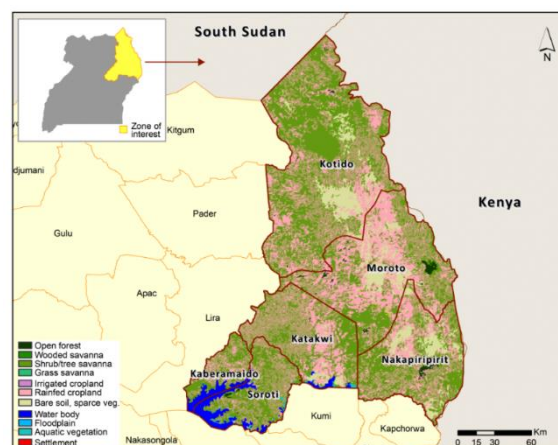 South Sudan
N
Zone of
interest
Kitgum
Kotido
djumani
Kenya
Pader
Gulu
Moroto
Apac
Lira
Katakwi
Nakapiripirit
Kaberamaido
Soroti
Kumi
Kapchorwa
Nakasongola
Open forest
Wooded savanna
Shrub/tree savanna
Grass savanna
Irrigated cropland
Rainfed cropland
Bare soil, sparse veg.
Water body
Floodplain
Aquatic vegetation
Settlement
Km
0 15 30 60